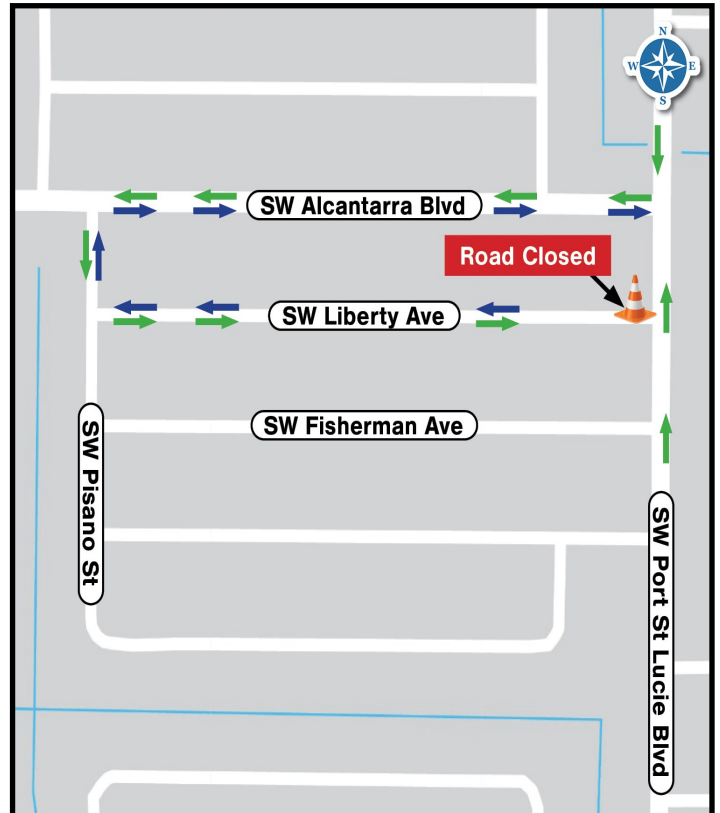 N
W E
S
SW Alcantarra Blvd
Road Closed
SW Liberty Ave
SW Fisherman Ave
SW Pisano St
SW Port St Lucie Blvd